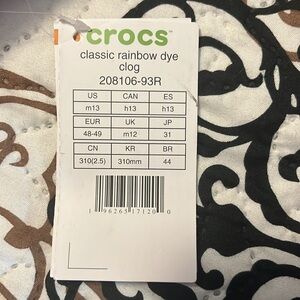 crocs™
classic rainbow dye
clog
208106-93R
US CAN ES
m13 h13 h13
EUR UK JP
48-49 m12 31
CN KR BR
310(2.5) 310mm 44
1 96265 17120 0